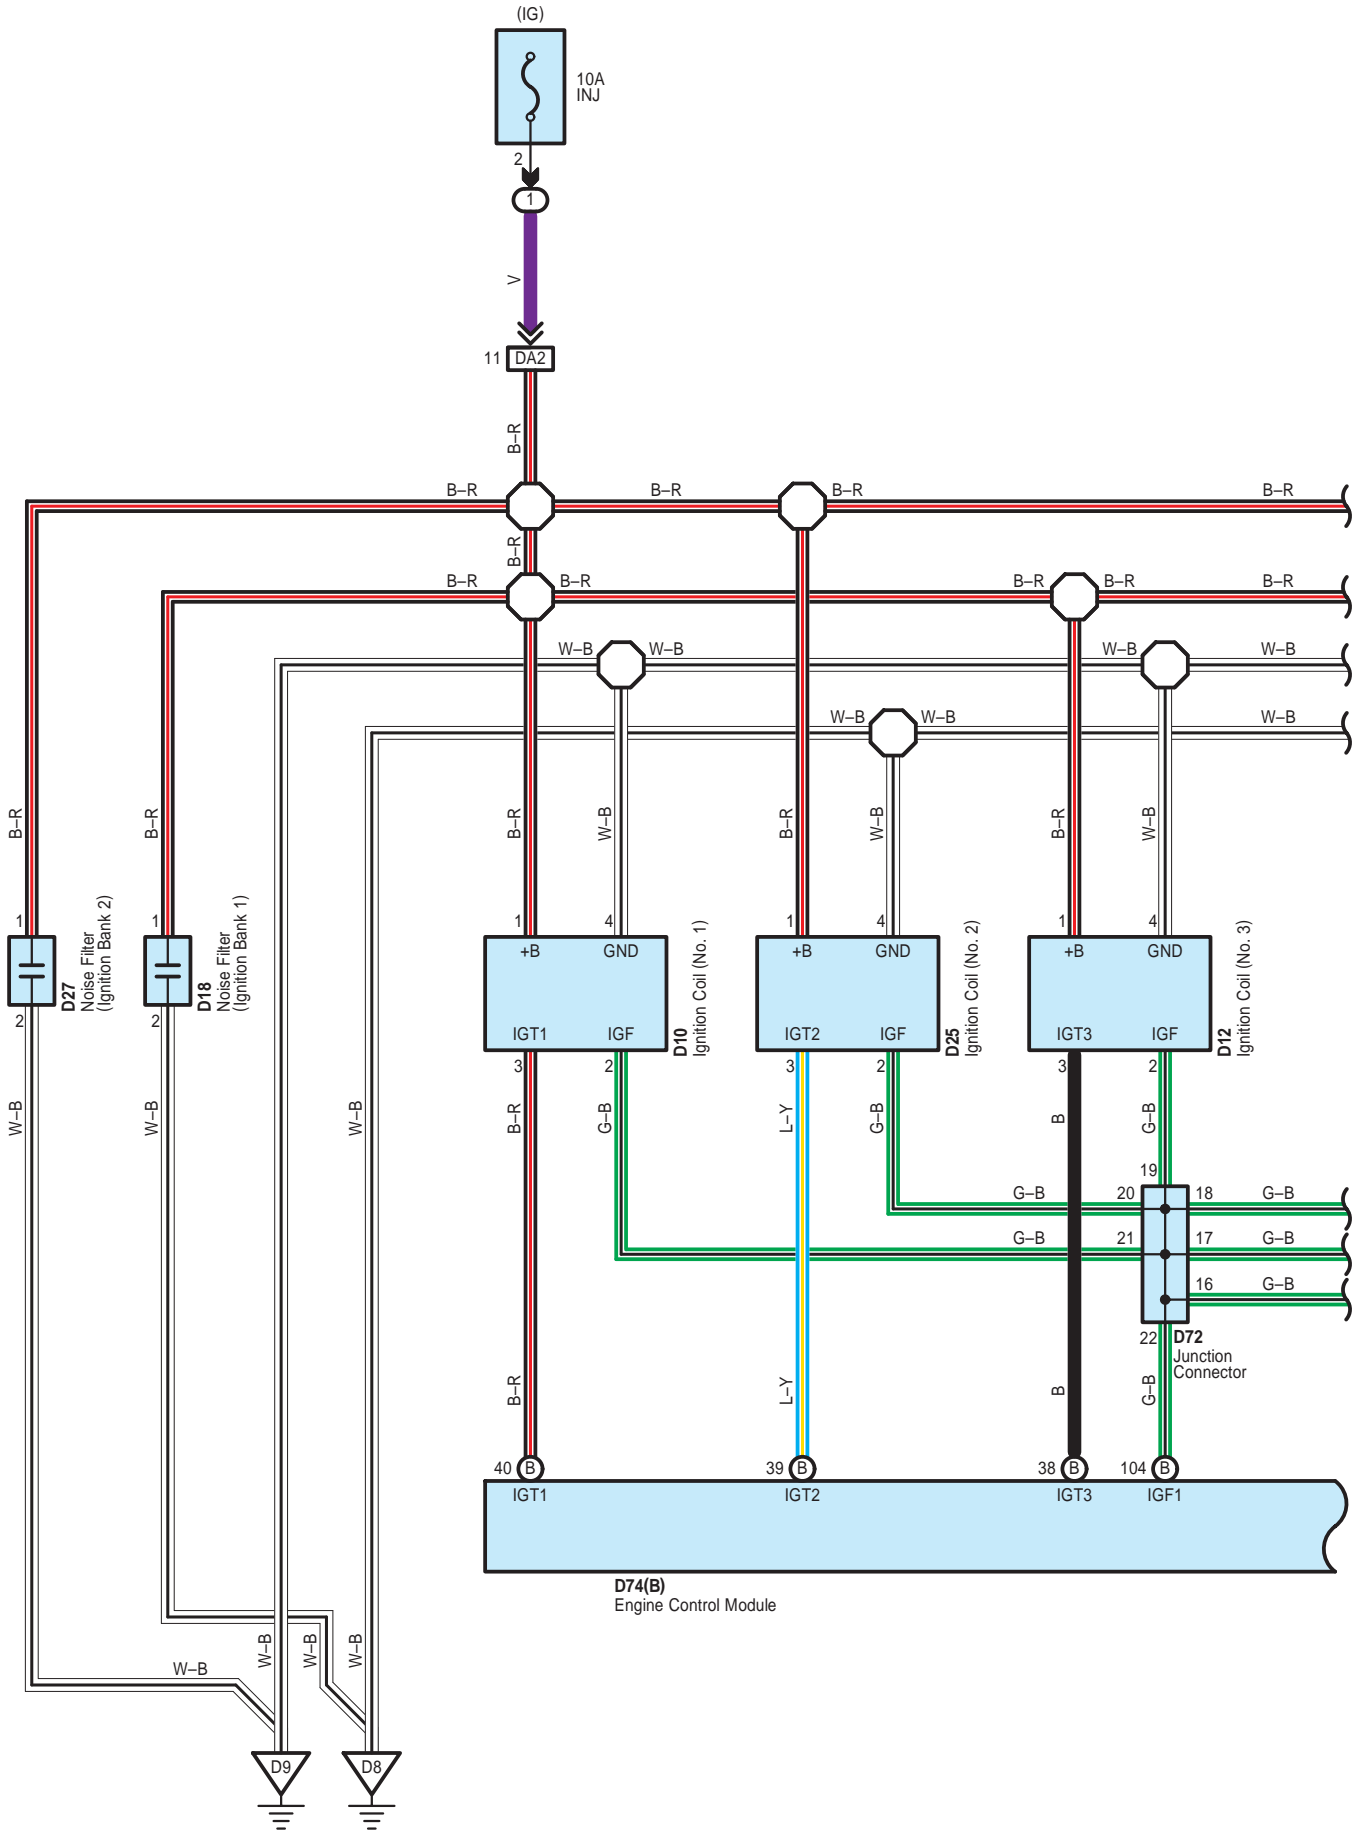 (IG)
10A
INJ
2
1
V
11 DA2
B–R
B–R B–R B–R B–R
B–R
B–R B–R B–R B–R B–R
W–B W–B W–B W–B
W–B W–B W–B
B–R B–R B–R W–B B–R W–B B–R W–B
1 1 1 4 1 4 1 4
+B GND +B GND +B GND
IGT1 IGF IGT2 IGF IGT3 IGF
D27
Noise Filter
(Ignition Bank 2)
D18
Noise Filter
(Ignition Bank 1)
D10
Ignition Coil (No. 1)
D25
Ignition Coil (No. 2)
D12
Ignition Coil (No. 3)
2 2 3 2 3 2 3 2
W–B W–B W–B B–R G–B L–Y G–B B G–B
19
G–B 20 18 G–B
G–B 21 17 G–B
16 G–B
22 D72
Junction
Connector
B–R L–Y B G–B
40 B 39 B 38 B 104 B
IGT1 IGT2 IGT3 IGF1
D74(B)
Engine Control Module
W–B W–B W–B W–B
D9 D8